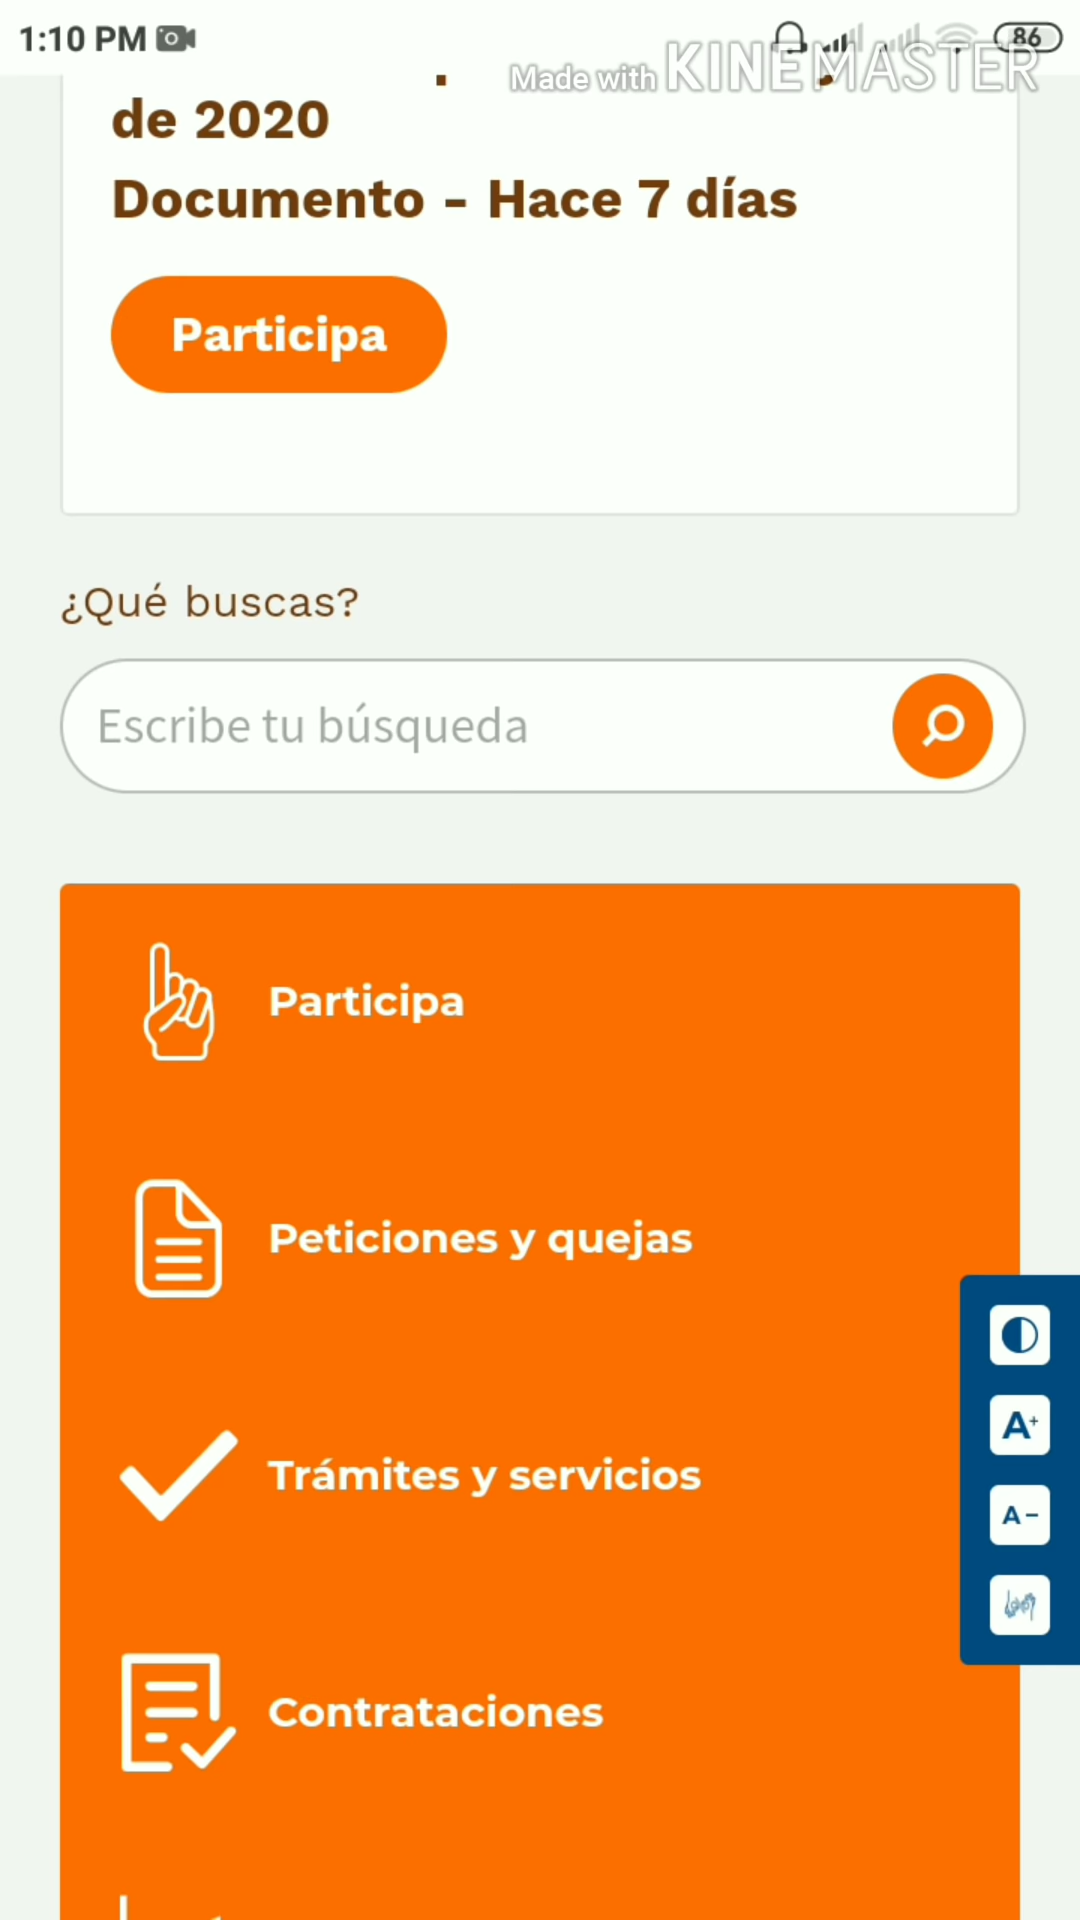 1:10 PM
86
Made with KINEMASTER
de 2020
Documento - Hace 7 días
Participa
¿Qué buscas?
Escribe tu búsqueda
Participa
Peticiones y quejas
Trámites y servicios
Contrataciones
A+
A-